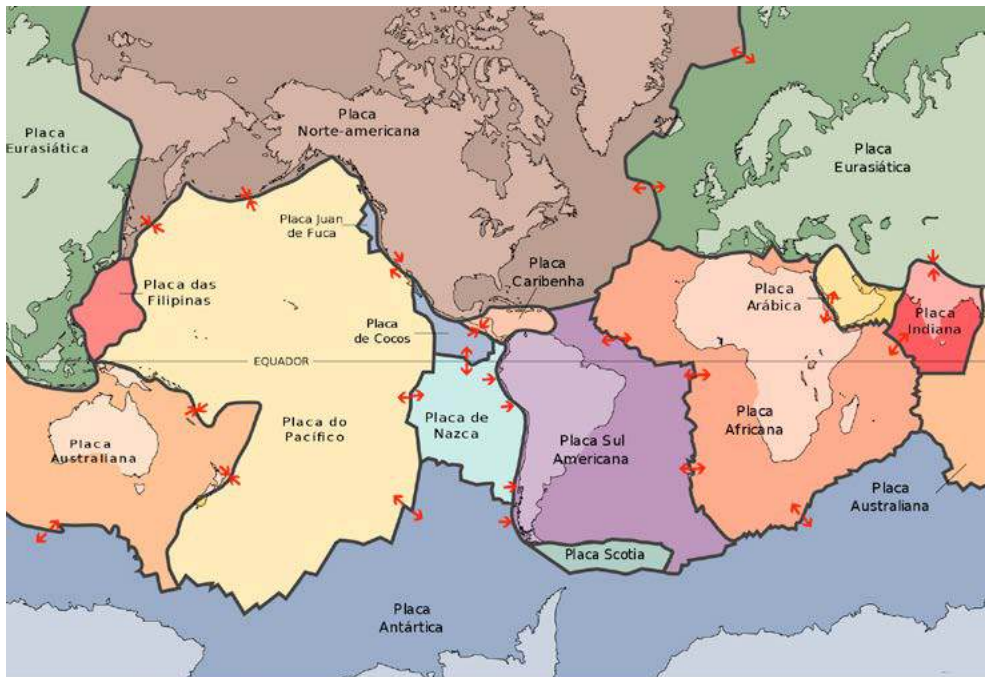 Placa
Norte-americana
Placa
Eurasiática
Placa
Eurasiática
Placa Juan
de Fuca
Placa
Caribenha
Placa das
Filipinas
Placa
Arábica
Placa
Indiana
Placa
de Cocos
EQUADOR
Placa do
Pacífico
Placa de
Nazca
Placa
Africana
Placa
Australiana
Placa Sul
Americana
Placa
Australiana
Placa Scotia
Placa
Antártica